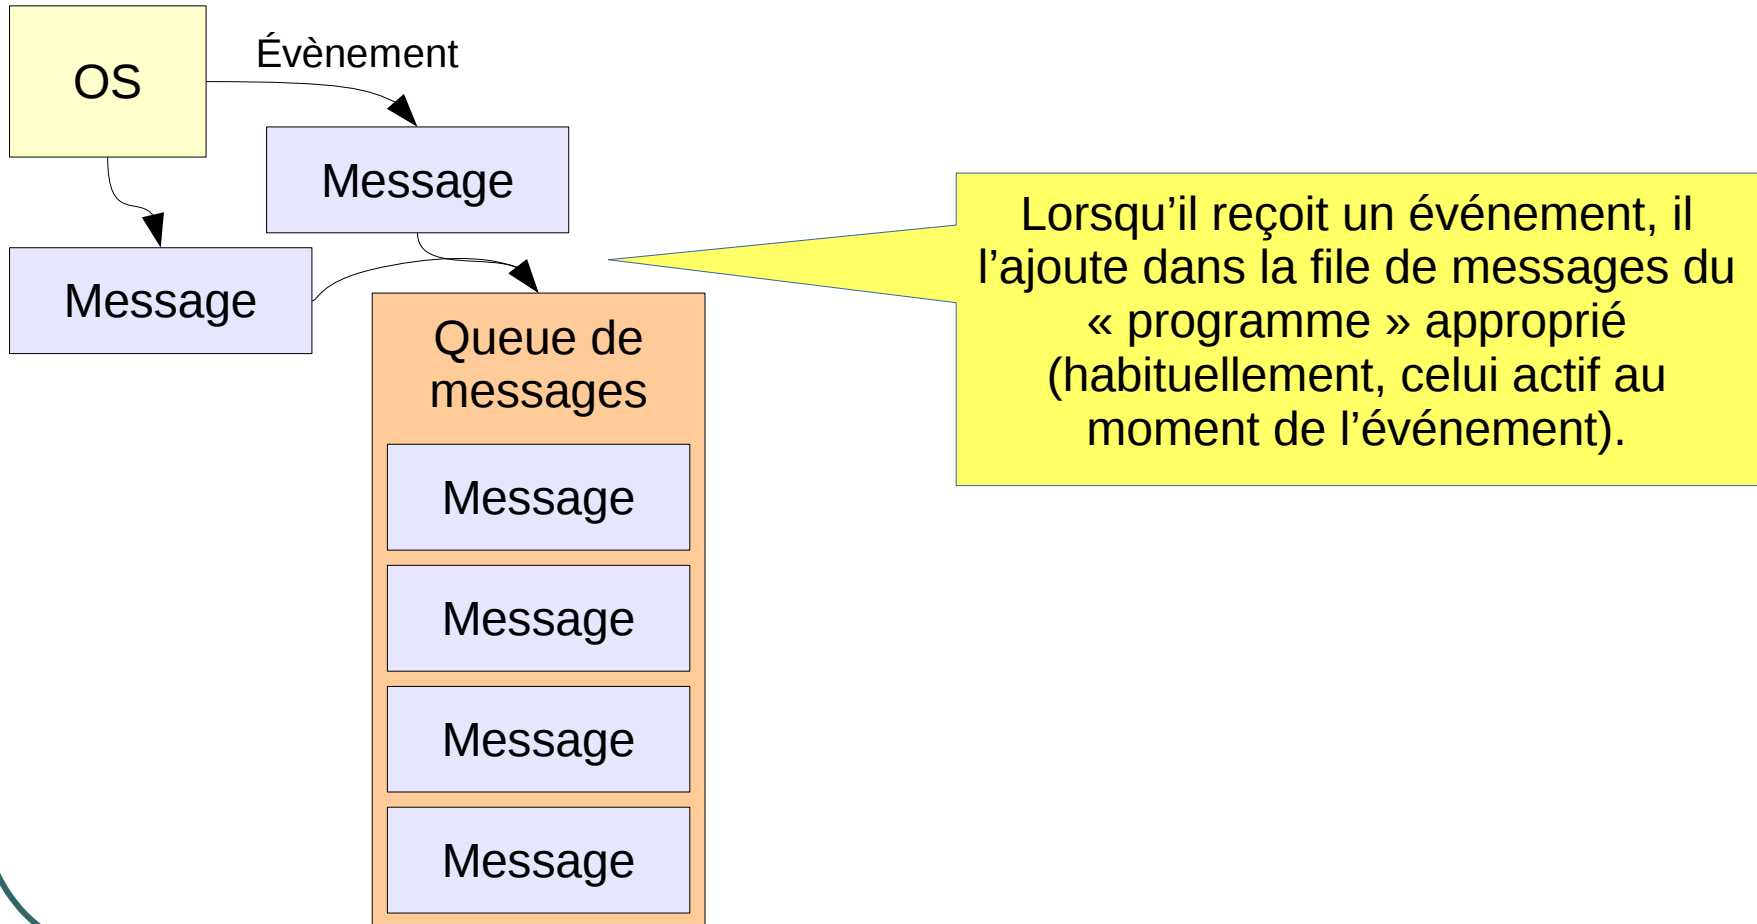 OS
Évènement
Message
Message
Queue de
messages
Message
Message
Message
Message
Lorsqu’il reçoit un événement, il
l’ajoute dans la file de messages du
« programme » approprié
(habituellement, celui actif au
moment de l’événement).